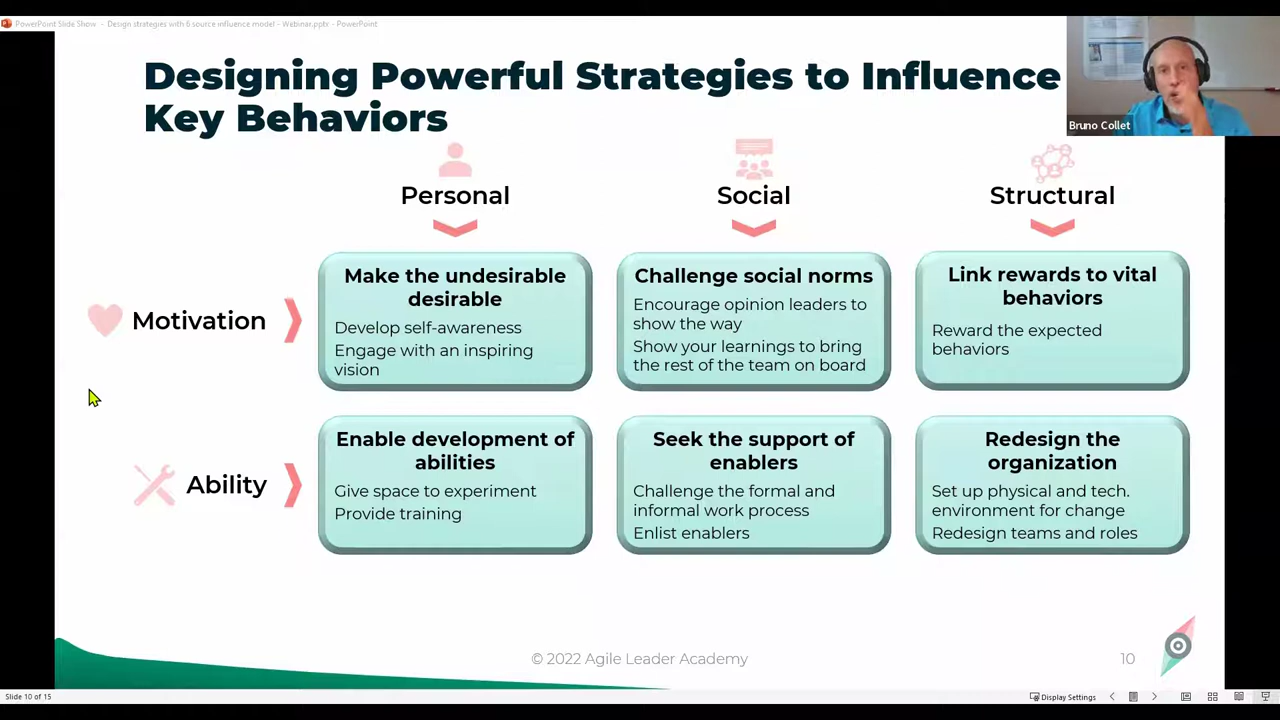 PowerPoint Slide Show - Design strategies with 6 source influence model - Webinar.pptx - PowerPoint
Designing Powerful Strategies to Influence
Key Behaviors
Bruno Collet
Personal
Social
Structural
Motivation
Make the undesirable
desirable
Develop self-awareness
Engage with an inspiring
vision
Challenge social norms
Encourage opinion leaders to
show the way
Show your learnings to bring
the rest of the team on board
Link rewards to vital
behaviors
Reward the expected
behaviors
Ability
Enable development of
abilities
Give space to experiment
Provide training
Seek the support of
enablers
Challenge the formal and
informal work process
Enlist enablers
Redesign the
organization
Set up physical and tech.
environment for change
Redesign teams and roles
© 2022 Agile Leader Academy
10
Slide 10 of 15
Display Settings